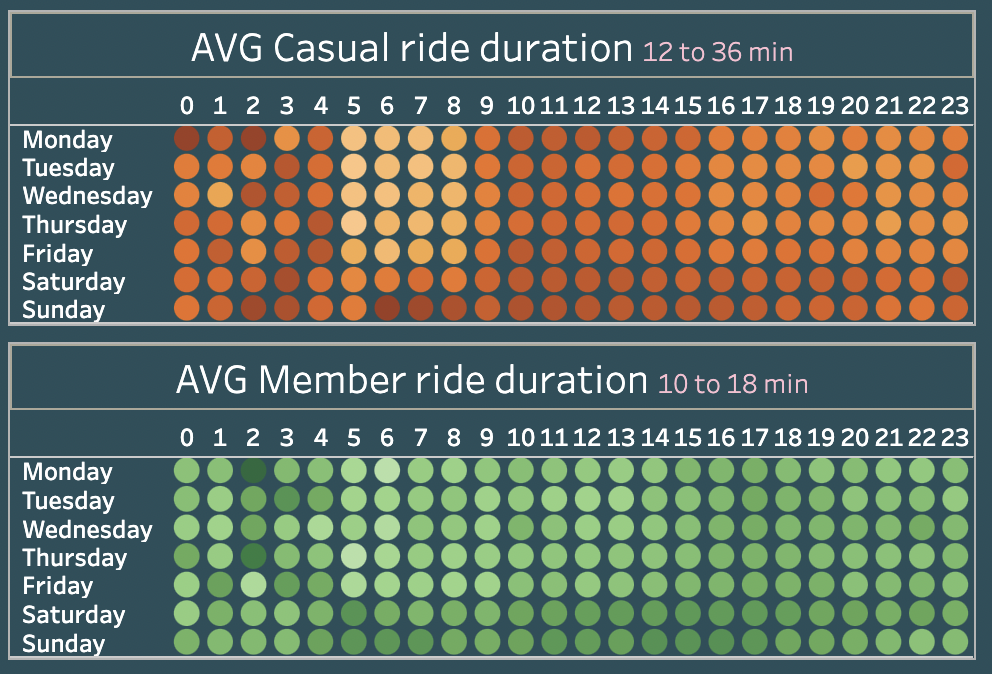 AVG Casual ride duration 12 to 36 min
0 1 2 3 4 5 6 7 8 9 10 11 12 13 14 15 16 17 18 19 20 21 22 23
Monday
Tuesday
Wednesday
Thursday
Friday
Saturday
Sunday
AVG Member ride duration 10 to 18 min
0 1 2 3 4 5 6 7 8 9 10 11 12 13 14 15 16 17 18 19 20 21 22 23
Monday
Tuesday
Wednesday
Thursday
Friday
Saturday
Sunday